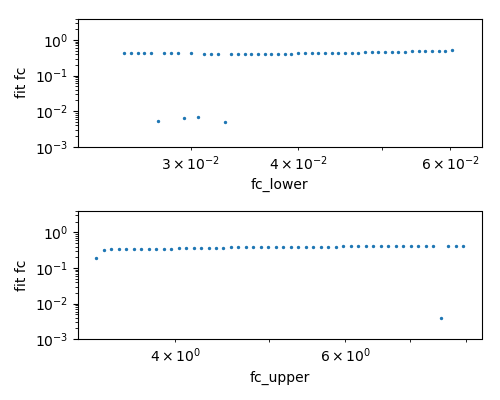 10⁰
10⁻¹
fit fc
10⁻²
10⁻³
3 × 10⁻² 4 × 10⁻² 6 × 10⁻²
fc_lower
10⁰
10⁻¹
fit fc
10⁻²
10⁻³
4 × 10⁰ 6 × 10⁰
fc_upper